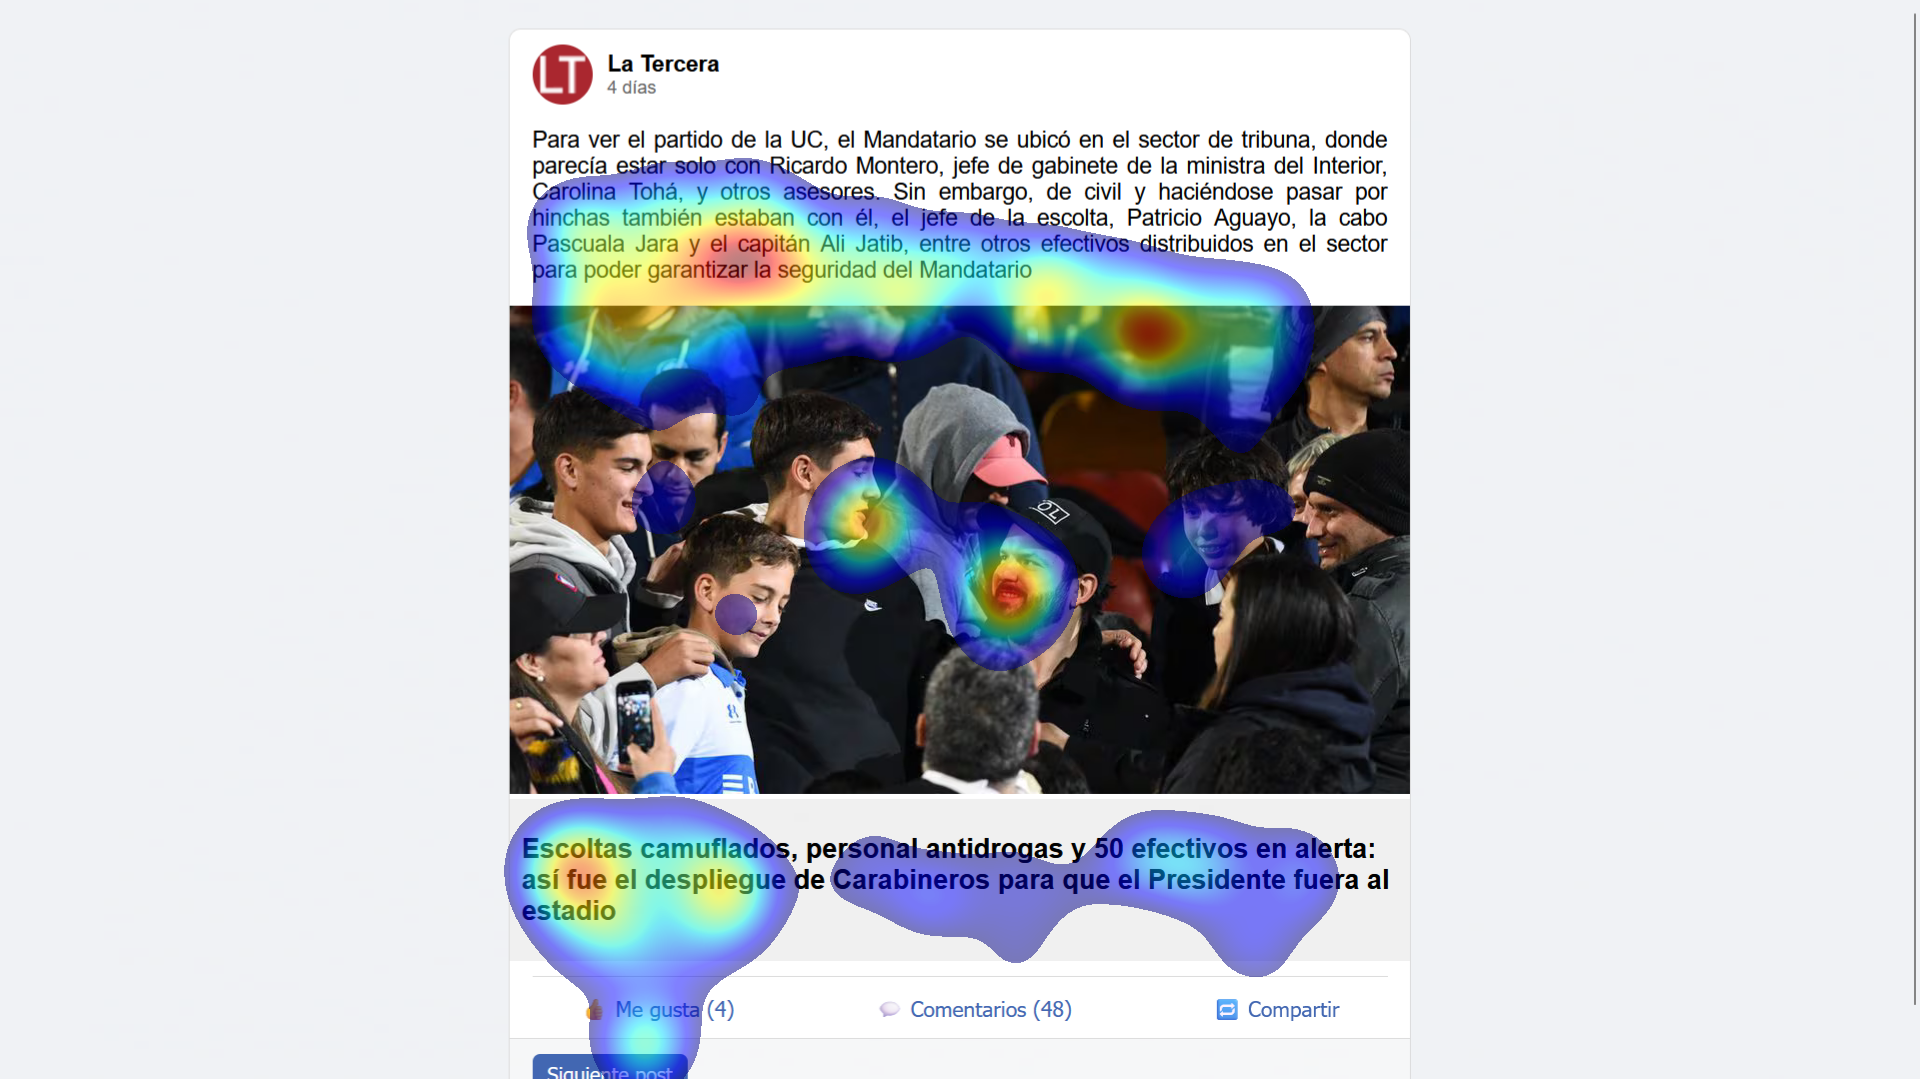 LT
La Tercera
4 días
Para ver el partido de la UC, el Mandatario se ubicó en el sector de tribuna, donde
parecía estar solo con Ricardo Montero, jefe de gabinete de la ministra del Interior,
Carolina Tohá, y otros asesores. Sin embargo, de civil y haciéndose pasar por
hinchas también estaban con él, el jefe de la escolta, Patricio Aguayo, la cabo
Pascuala Jara y el capitán Ali Jatib, entre otros efectivos distribuidos en el sector
para poder garantizar la seguridad del Mandatario
OL
Escoltas camuflados, personal antidrogas y 50 efectivos en alerta:
así fue el despliegue de Carabineros para que el Presidente fuera al
estadio
Me gusta (4)
Comentarios (48)
Compartir
Siguiente post